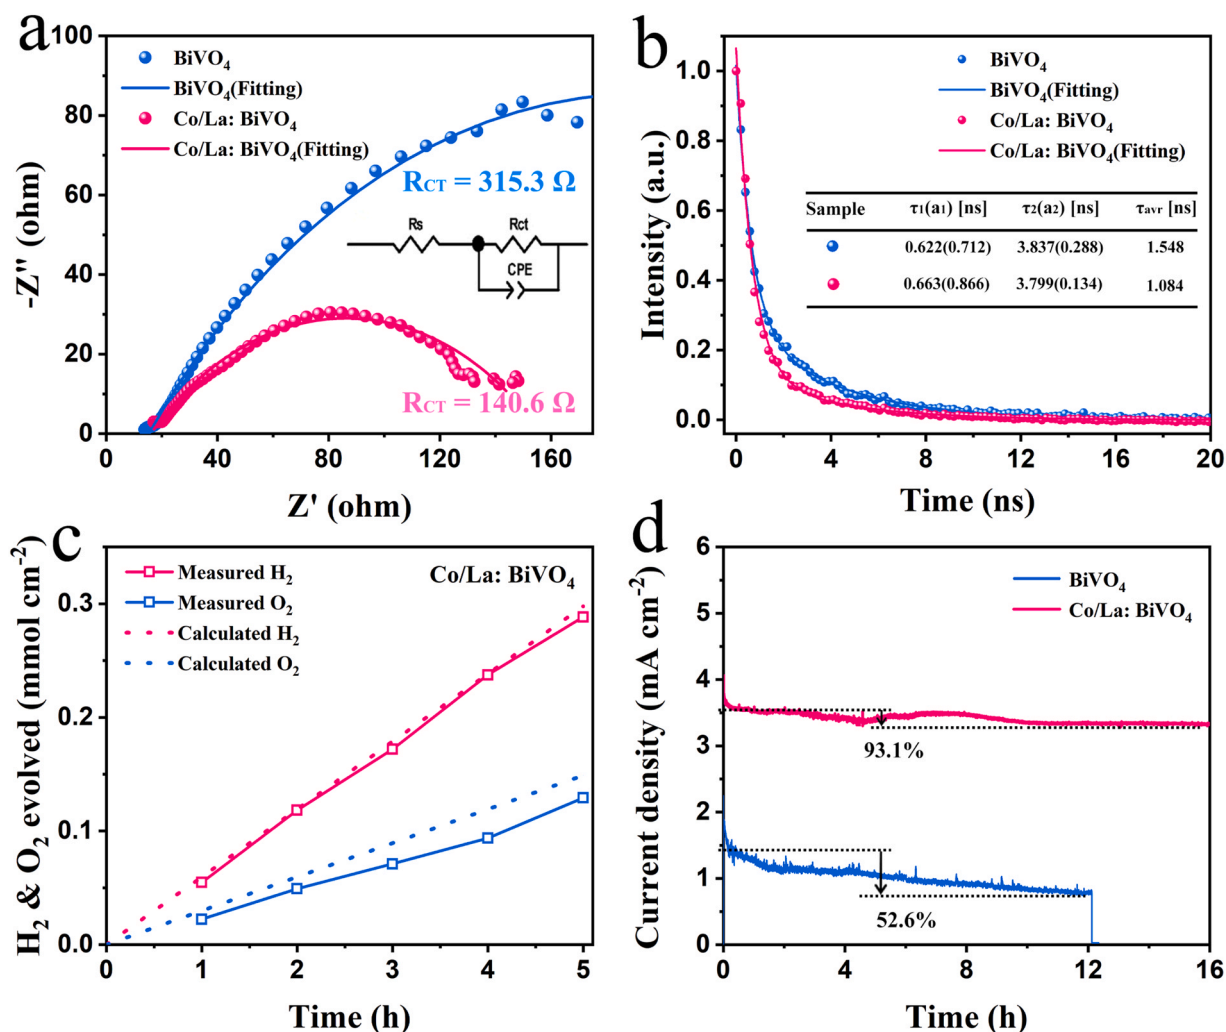 a
100
80
60
40
20
0
-Z" (ohm)
BiVO₄
BiVO₄(Fitting)
Co/La: BiVO₄
Co/La: BiVO₄(Fitting)
RCT = 315.3 Ω
Rs
Rct
CPE
RCT = 140.6 Ω
40
80
120
160
Z' (ohm)
b
1.0
0.8
0.6
0.4
0.2
0.0
Intensity (a.u.)
BiVO₄
BiVO₄(Fitting)
Co/La: BiVO₄
Co/La: BiVO₄(Fitting)
Sample τ₁(a₁) [ns] τ₂(a₂) [ns] τavr [ns]
0.622(0.712) 3.837(0.288) 1.548
0.663(0.866) 3.799(0.134) 1.084
0 4 8 12 16 20
Time (ns)
c
0.3
0.2
0.1
0.0
H₂ & O₂ evolved (mmol cm⁻²)
Measured H₂
Measured O₂
Calculated H₂
Calculated O₂
Co/La: BiVO₄
0 1 2 3 4 5
Time (h)
d
6
5
4
3
2
1
0
Current density (mA cm⁻²)
BiVO₄
Co/La: BiVO₄
93.1%
52.6%
0 4 8 12 16
Time (h)